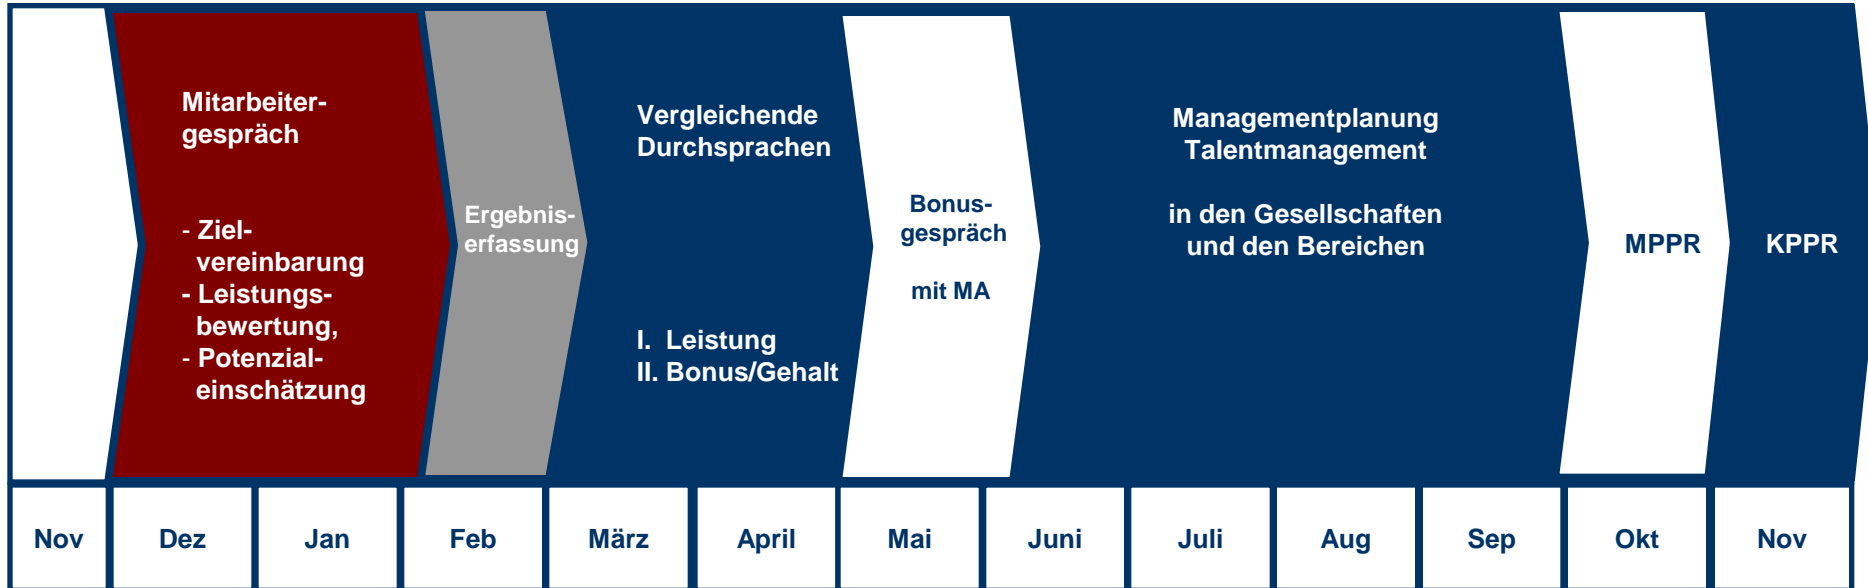 Mitarbeiter-
gespräch
- Ziel-
vereinbarung
- Leistungs-
bewertung,
- Potenzial-
einschätzung
Ergebnis-
erfassung
Vergleichende
Durchsprachen
I. Leistung
II. Bonus/Gehalt
Bonus-
gespräch
mit MA
Managementplanung
Talentmanagement
in den Gesellschaften
und den Bereichen
MPPR
KPPR
Nov Dez Jan Feb März April Mai Juni Juli Aug Sep Okt Nov